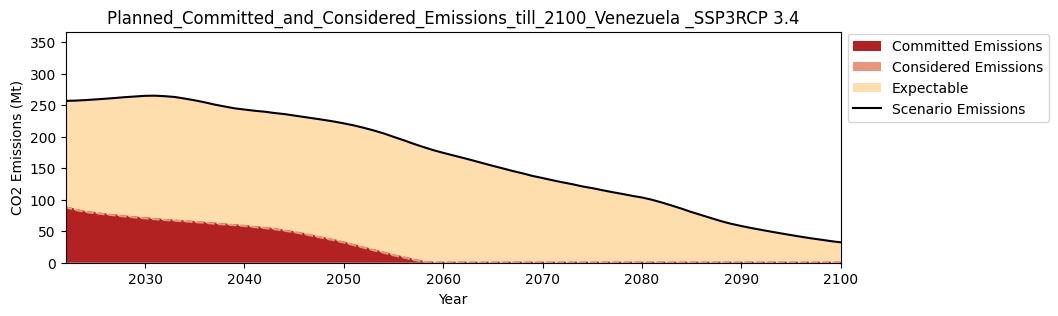 Planned_Committed_and_Considered_Emissions_till_2100_Venezuela _SSP3RCP 3.4
CO2 Emissions (Mt)
350
300
250
200
150
100
50
0
2030
2040
2050
2060
2070
2080
2090
2100
Year
Committed Emissions
Considered Emissions
Expectable
Scenario Emissions